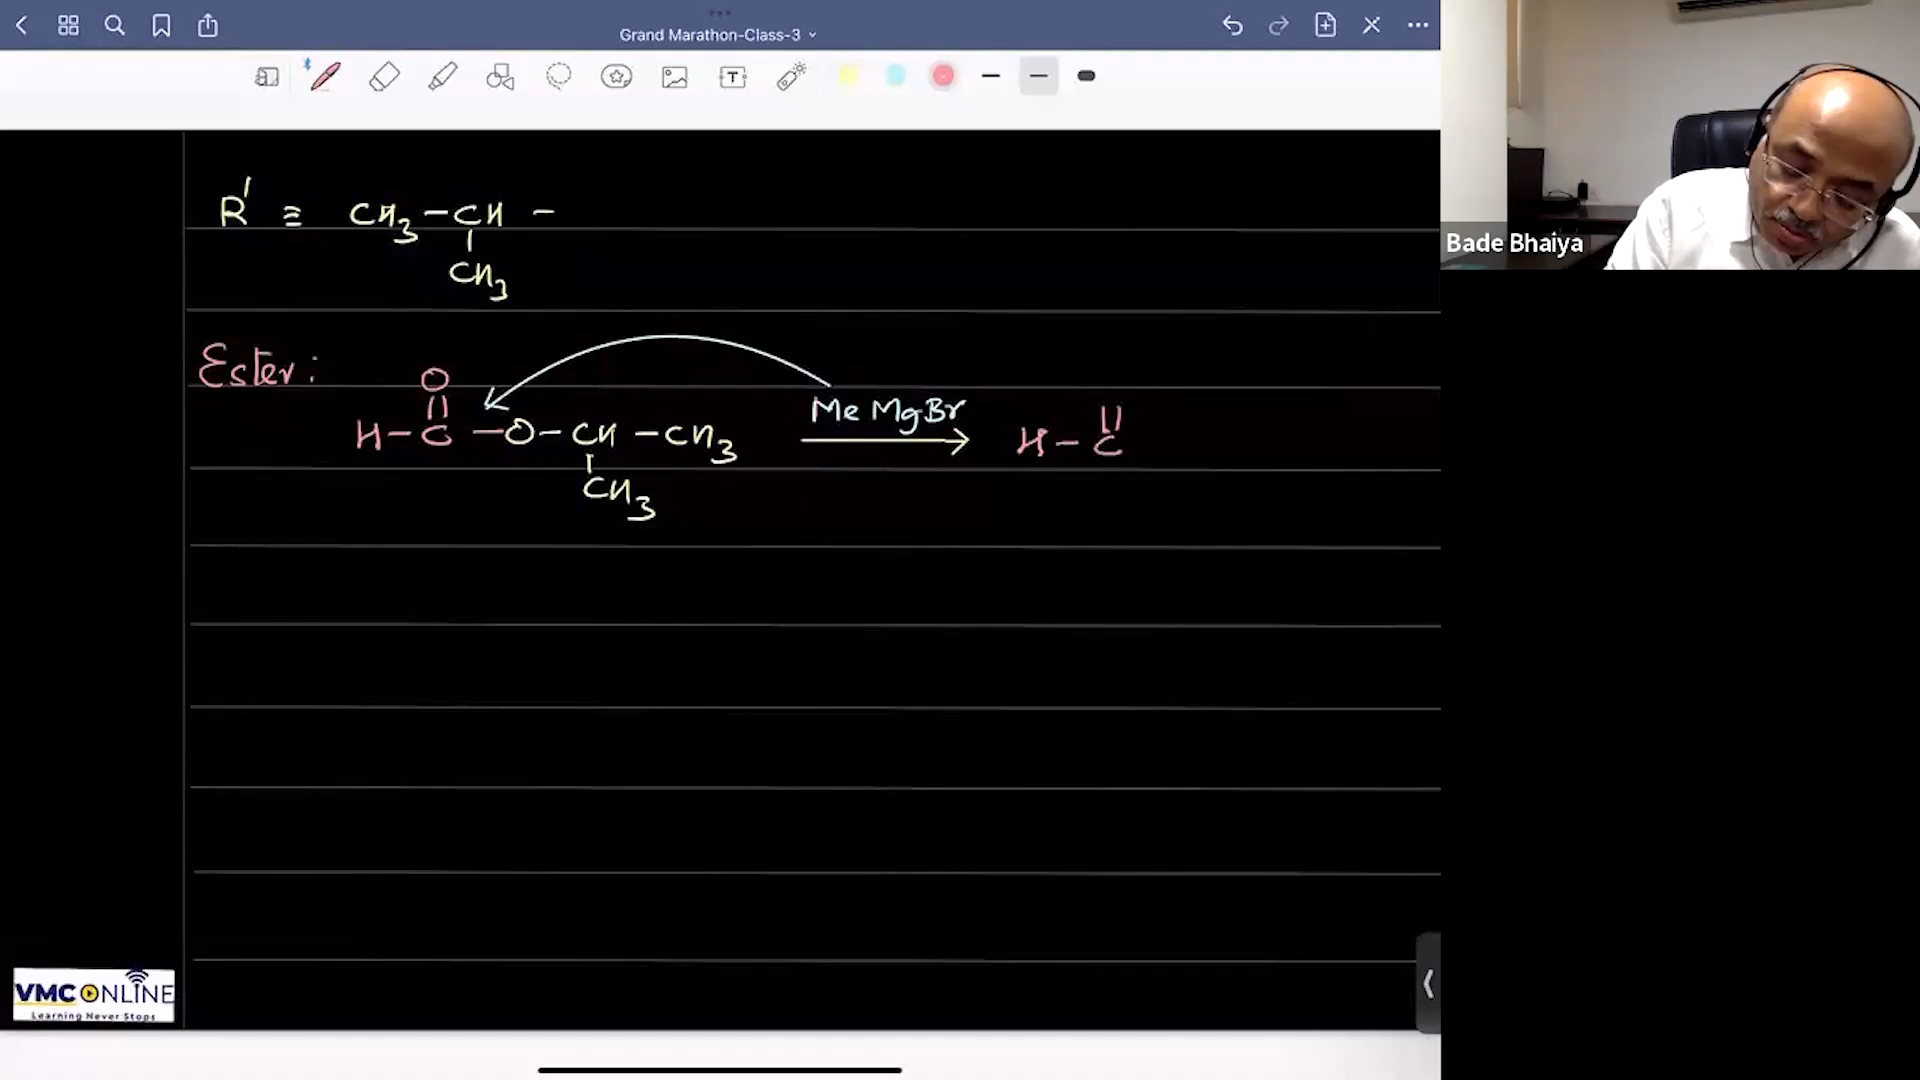 Grand Marathon-Class-3
T
R' ≡ CH3 - CH -
CH3
Bade Bhaiya
Ester:
O
MeMgBr
H - C - O - CH - CH3
H - C
CH3
VMC ONLINE
Learning Never Stops